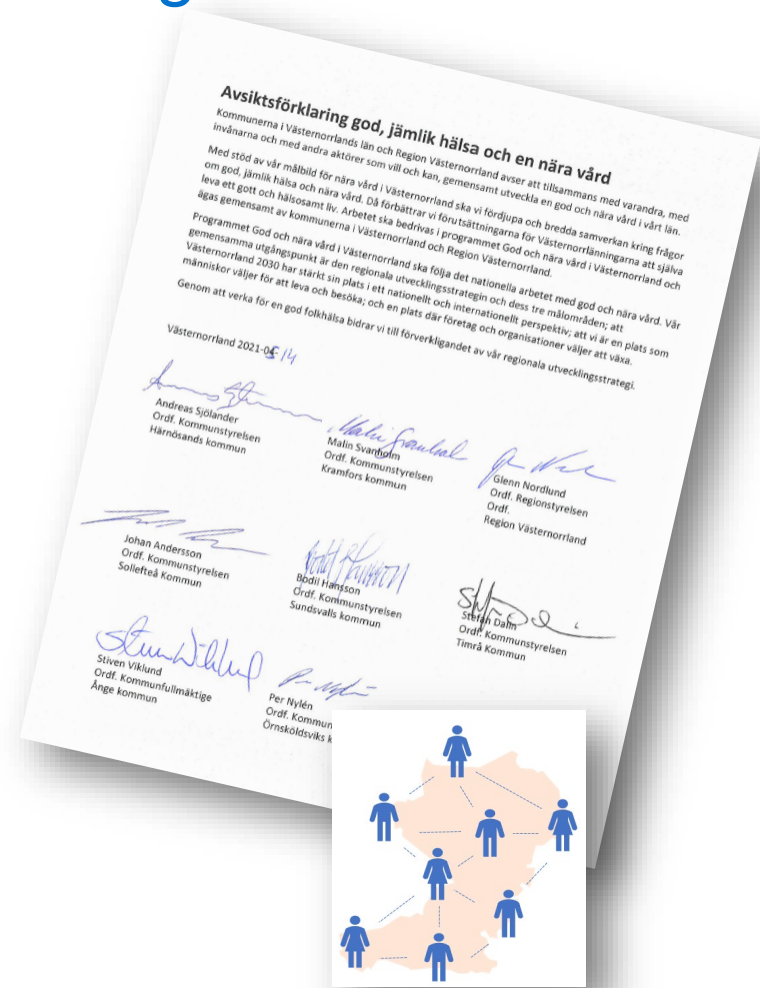 g
Avsiktsförklaring god, jämlik hälsa och en nära vård
Kommunerna i Västernorrlands län och Region Västernorrland avser att tillsammans med varandra, med
invånarna och med andra aktörer som vill och kan, gemensamt utveckla en god och nära vård i vårt län.
Med stöd av vår målbild för nära vård i Västernorrland ska vi fördjupa och bredda samverkan kring frågor
om god, jämlik hälsa och nära vård. Då förbättrar vi förutsättningarna för Västernorrlänningarna att själva
leva ett gott och hälsosamt liv. Arbetet ska bedrivas i programmet God och nära vård i Västernorrland och
ägas gemensamt av kommunerna i Västernorrland och Region Västernorrland.
Programmet God och nära vård i Västernorrland ska följa det nationella arbetet med god och nära vård. Vår
gemensamma utgångspunkt är den regionala utvecklingsstrategin och dess tre målområden; att
Västernorrland 2030 har stärkt sin plats i ett nationellt och internationellt perspektiv; att vi är en plats som
människor väljer för att leva och besöka; och en plats där företag och organisationer väljer att växa.
Genom att verka för en god folkhälsa bidrar vi till förverkligandet av vår regionala utvecklingsstrategi.
Västernorrland 2021-05-14
Andreas Sjölander
Ordf. Kommunstyrelsen
Härnösands kommun
Malin Svanholm
Ordf. Kommunstyrelsen
Kramfors kommun
Glenn Nordlund
Ordf. Regionstyrelsen
Ordf.
Region Västernorrland
Johan Andersson
Ordf. Kommunstyrelsen
Sollefteå Kommun
Bodil Hansson
Bodil Hansson
Ordf. Kommunstyrelsen
Sundsvalls kommun
Stefan Dalin
Ordf. Kommunstyrelsen
Timrå Kommun
Stiven Wiklund
Stiven Viklund
Ordf. Kommunfullmäktige
Ånge kommun
Per Nylén
Ordf. Kommun
Örnsköldsviks k